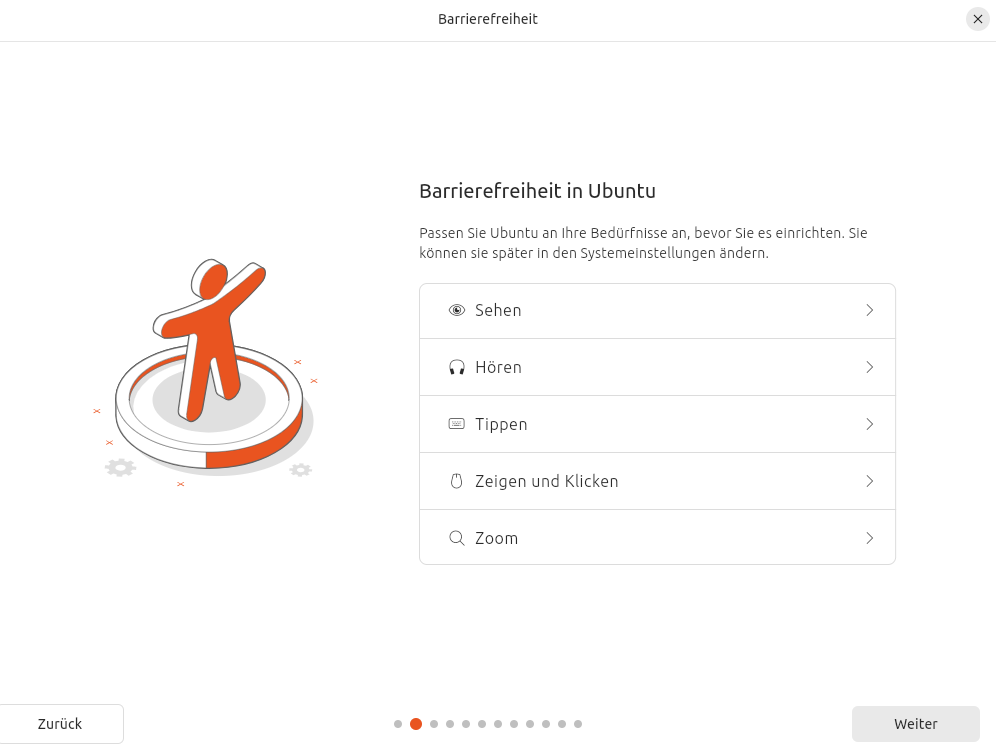 Barrierefreiheit
Barrierefreiheit in Ubuntu
Passen Sie Ubuntu an Ihre Bedürfnisse an, bevor Sie es einrichten. Sie
können sie später in den Systemeinstellungen ändern.
Sehen
Hören
Tippen
Zeigen und Klicken
Zoom
Zurück
Weiter